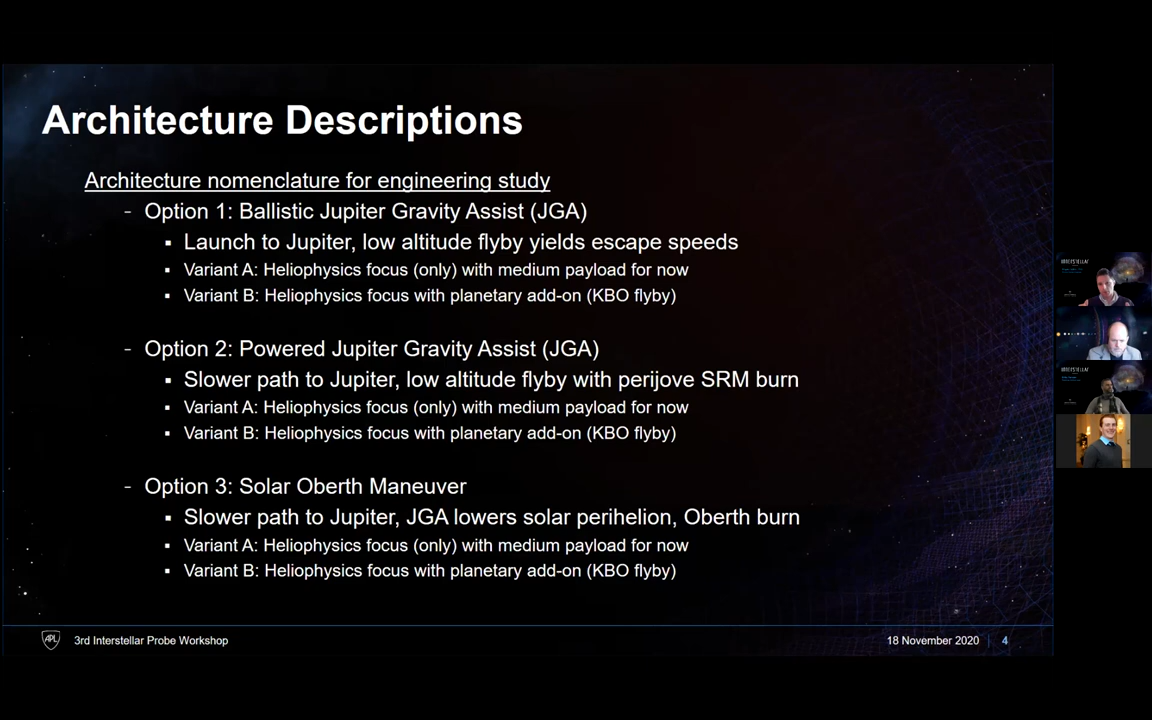 Architecture Descriptions
Architecture nomenclature for engineering study
- Option 1: Ballistic Jupiter Gravity Assist (JGA)
▪ Launch to Jupiter, low altitude flyby yields escape speeds
▪ Variant A: Heliophysics focus (only) with medium payload for now
▪ Variant B: Heliophysics focus with planetary add-on (KBO flyby)
- Option 2: Powered Jupiter Gravity Assist (JGA)
▪ Slower path to Jupiter, low altitude flyby with perijove SRM burn
▪ Variant A: Heliophysics focus (only) with medium payload for now
▪ Variant B: Heliophysics focus with planetary add-on (KBO flyby)
- Option 3: Solar Oberth Maneuver
▪ Slower path to Jupiter, JGA lowers solar perihelion, Oberth burn
▪ Variant A: Heliophysics focus (only) with medium payload for now
▪ Variant B: Heliophysics focus with planetary add-on (KBO flyby)
APL 3rd Interstellar Probe Workshop 18 November 2020 | 4